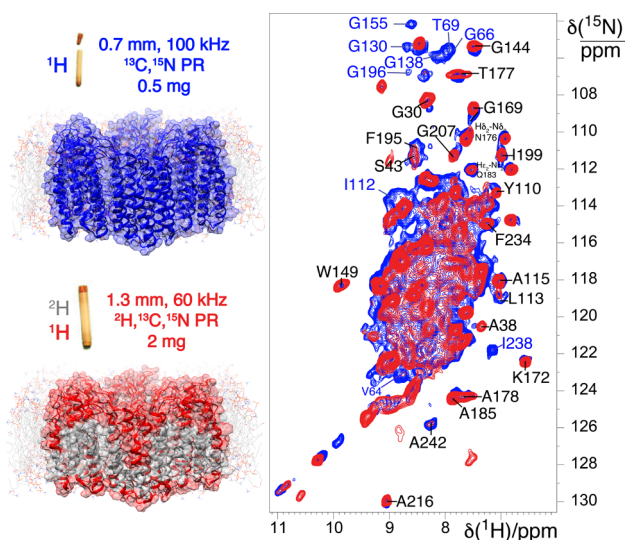 0.7 mm, 100 kHz
¹H
¹³C,¹⁵N PR
0.5 mg
1.3 mm, 60 kHz
²H
¹H
²H,¹³C,¹⁵N PR
2 mg
δ(¹⁵N)
ppm
G155
T69
G130
G66
G138
G144
G196
T177
108
G30
G169
G207
Hδ₂-Nδ
N176
110
F195
S43
I199
Q183
112
I112
Y110
114
F234
116
W149
A115
118
L113
A38
120
I238
122
V64
K172
A178
124
A185
A242
126
128
A216
130
11
10
9
8
7
δ(¹H)/ppm